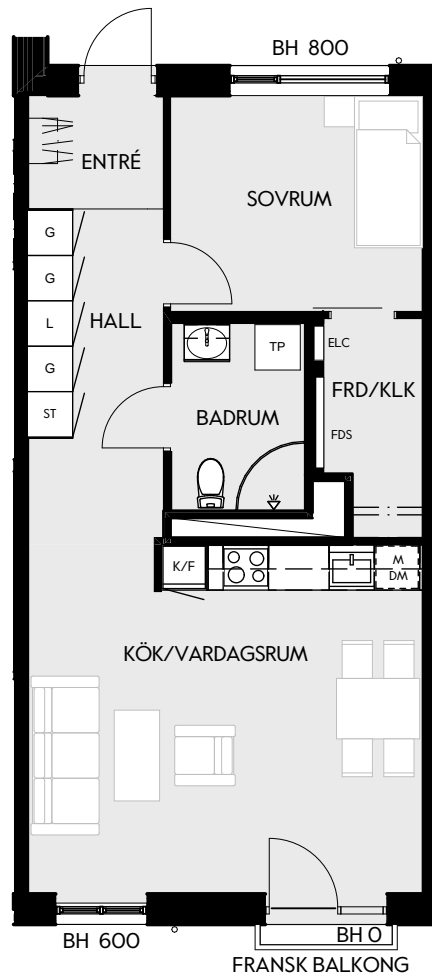 BH 800
ENTRÉ
SOVRUM
G
G
L
G
ST
HALL
TP
ELC
FRD/KLK
BADRUM
FDS
K/F
M
DM
KÖK/VARDAGSRUM
BH 600
BH 0
FRANSK BALKONG